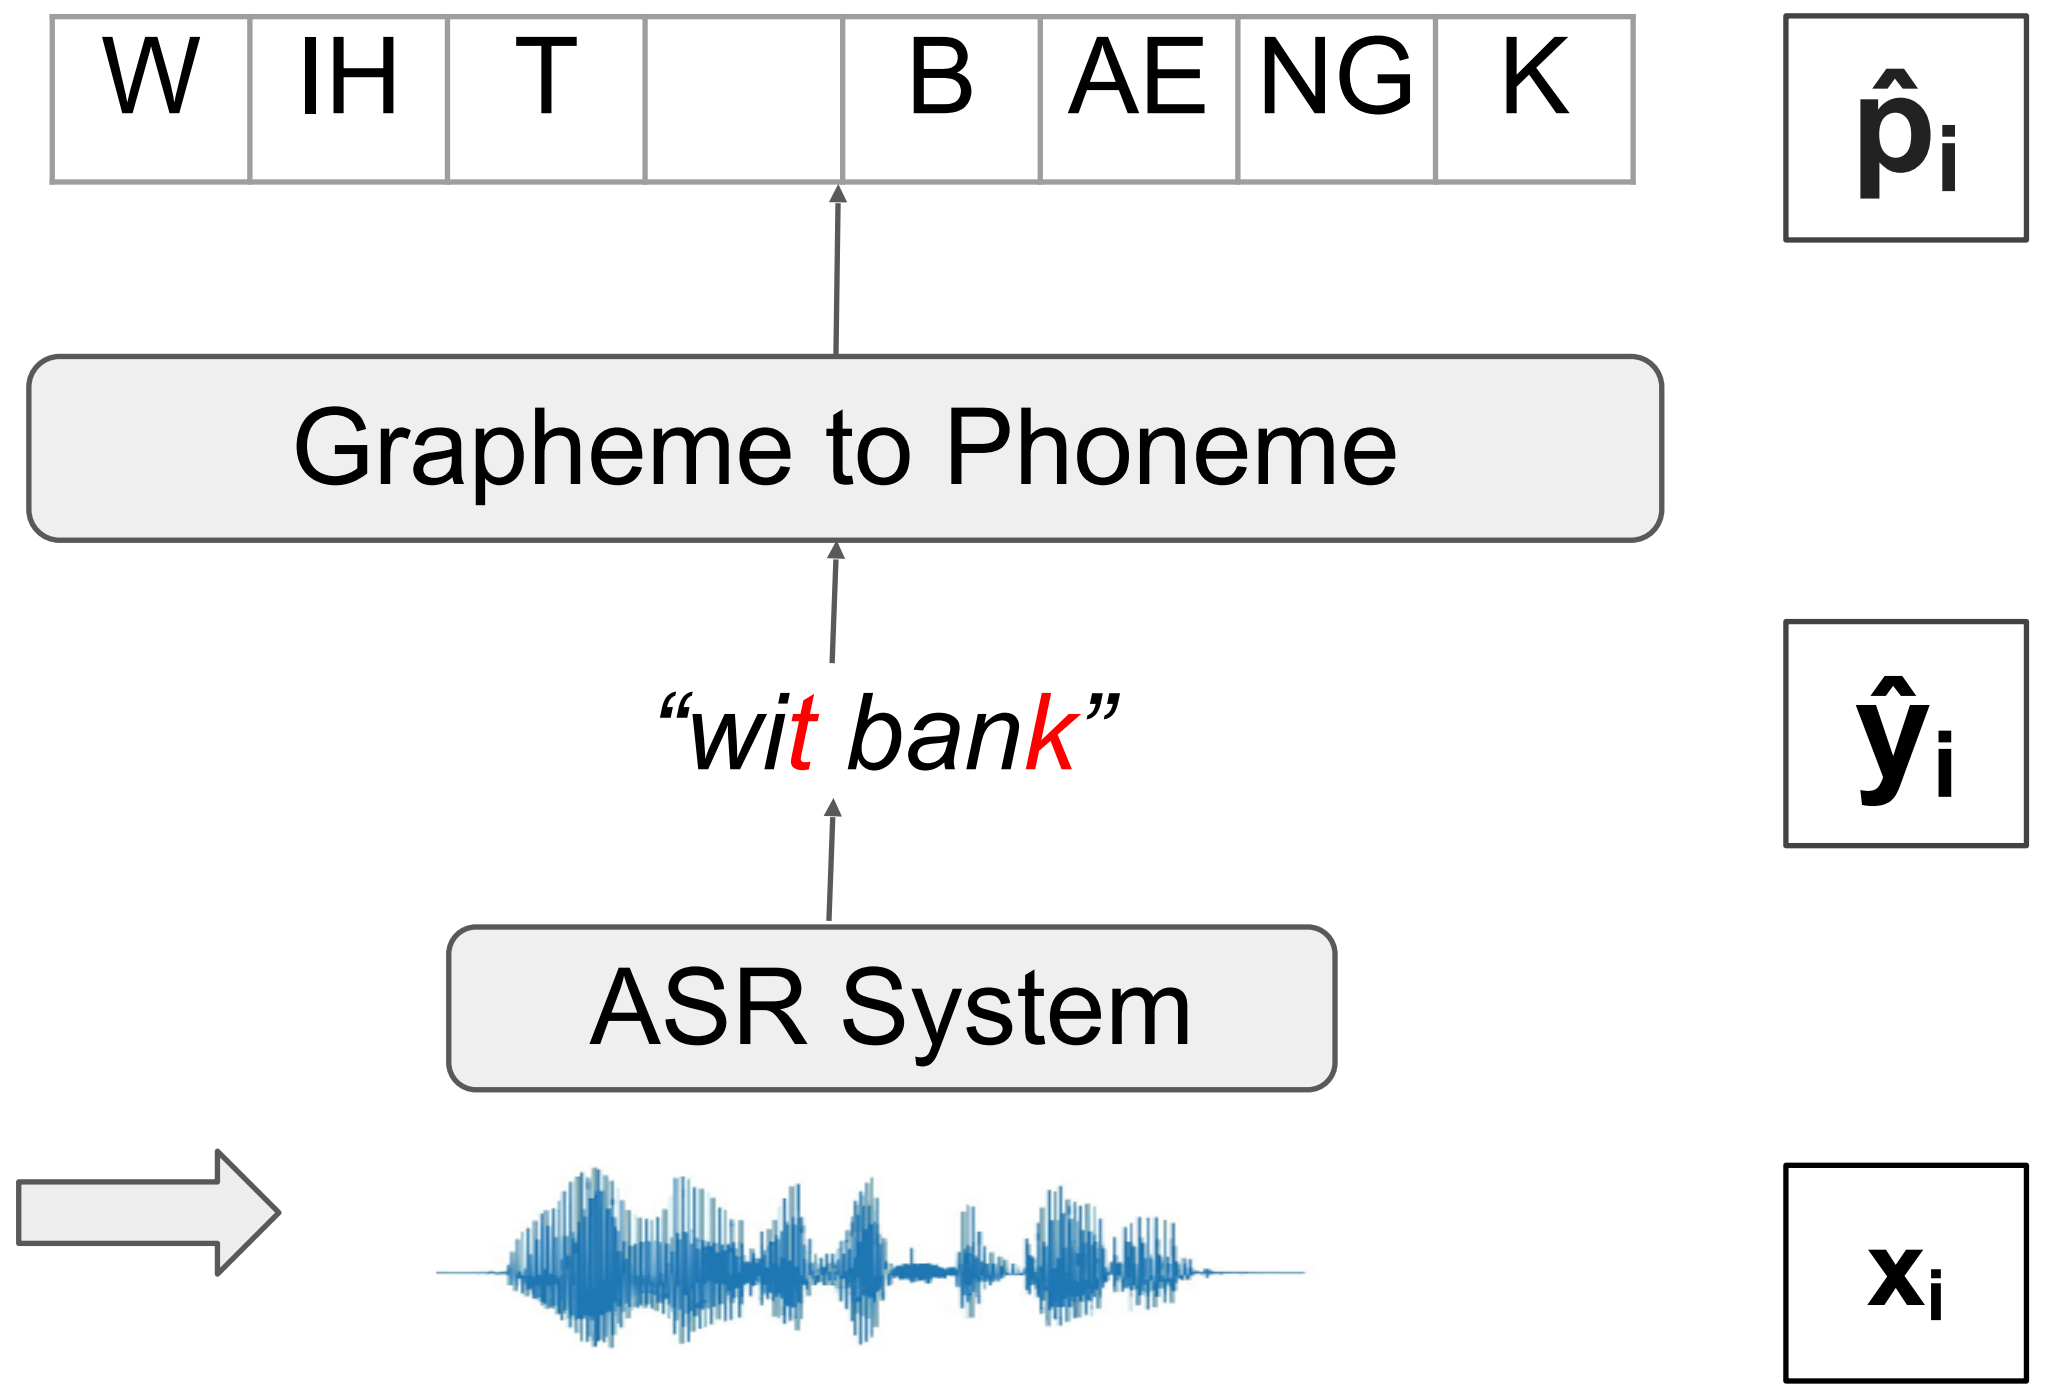 W IH T B AE NG K
p̂i
Grapheme to Phoneme
“wit bank”
ŷi
ASR System
xi